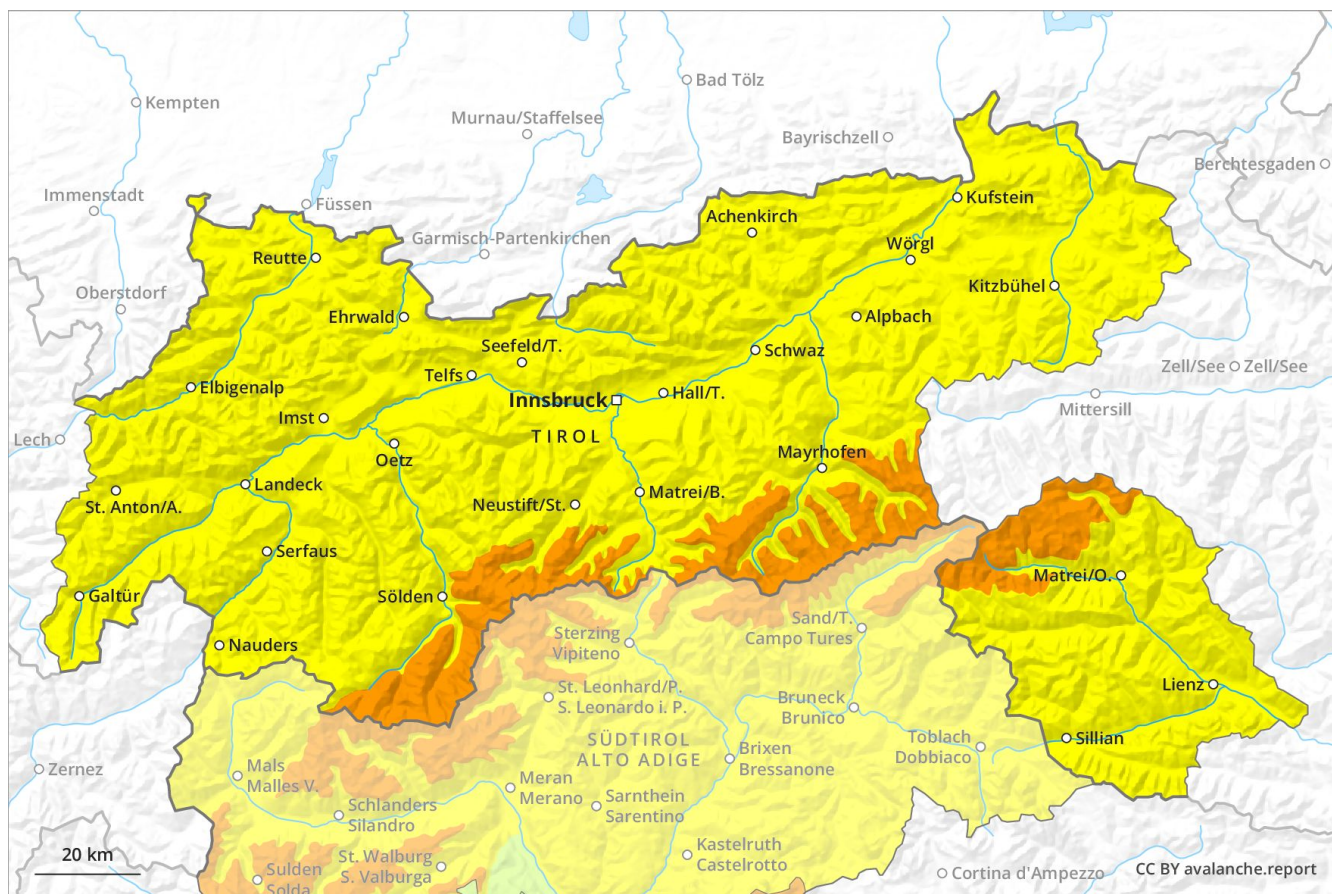 Kempten
Bad Tölz
Murnau/Staffelsee
Bayrischzell
Berchtesgaden
Immenstadt
Füssen
Kufstein
Achenkirch
Garmisch-Partenkirchen
Wörgl
Reutte
Oberstdorf
Kitzbühel
Ehrwald
Alpbach
Seefeld/T.
Schwaz
Telfs
Zell/See
Zell/See
Elbigenalp
Innsbruck
Hall/T.
Mittersill
Imst
TIROL
Lech
Oetz
Mayrhofen
Landeck
Matrei/B.
St. Anton/A.
Neustift/St.
Serfaus
Matrei/O.
Galtür
Sölden
Sand/T.
Campo Tures
Sterzing
Vipiteno
Nauders
Lienz
St. Leonhard/P.
S. Leonardo i. P.
Bruneck
Brunico
SÜDTIROL
ALTO ADIGE
Toblach
Dobbiaco
Sillian
Brixen
Bressanone
Zernez
Mals
Malles V.
Meran
Merano
Sarnthein
Sarentino
Schlanders
Silandro
20 km
St. Walburg
S. Valburga
Kastelruth
Castelrotto
Sulden
Solda
Cortina d'Ampezzo
CC BY avalanche.report